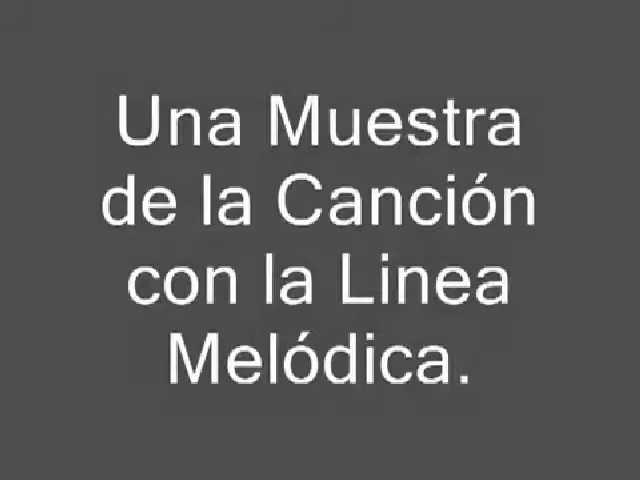 Una Muestra
de la Canción
con la Linea
Melódica.